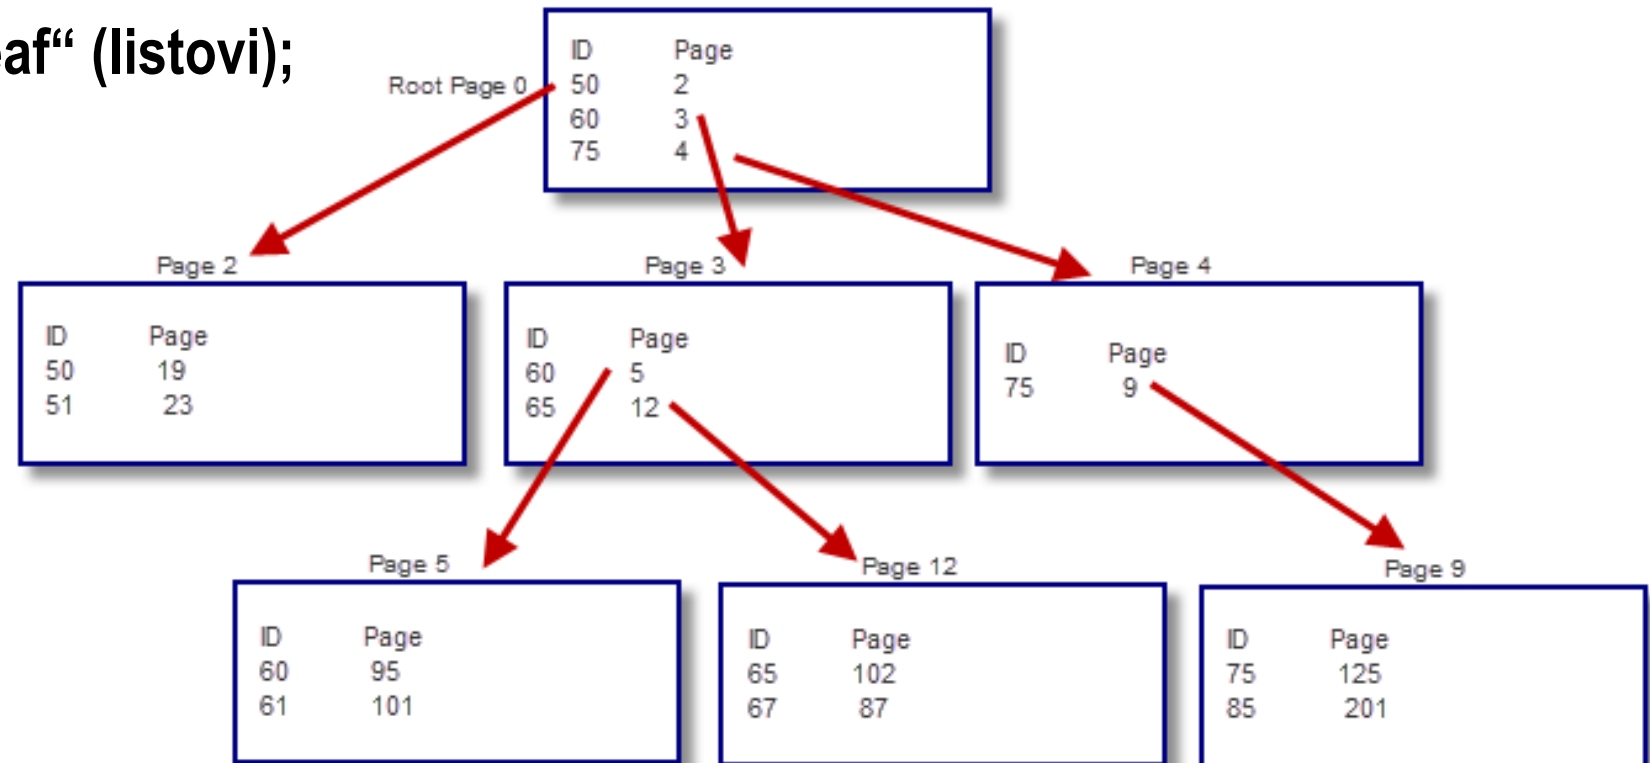 eaf“ (listovi);
Root Page 0
ID Page
50 2
60 3
75 4
Page 2
ID Page
50 19
51 23
Page 3
ID Page
60 5
65 12
Page 4
ID Page
75 9
Page 5
ID Page
60 95
61 101
Page 12
ID Page
65 102
67 87
Page 9
ID Page
75 125
85 201